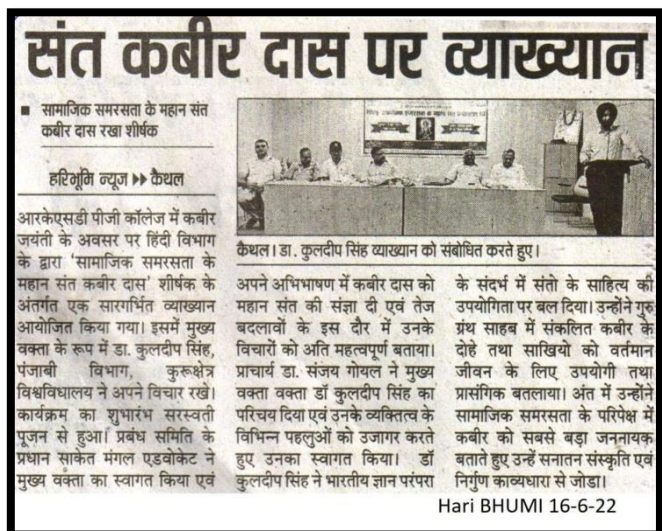 संत कबीर दास पर व्याख्यान
■ सामाजिक समरसता के महान संत
कबीर दास रखा शीर्षक
हरिभूमि न्यूज ▶▶ कैथल
आरकेएसडी पीजी कॉलेज में कबीर
जयंती के अवसर पर हिंदी विभाग
के द्वारा 'सामाजिक समरसता के
महान संत कबीर दास' शीर्षक के
अंतर्गत एक सारगर्भित व्याख्यान
आयोजित किया गया। इसमें मुख्य
वक्ता के रूप में डा. कुलदीप सिंह,
पंजाबी विभाग, कुरूक्षेत्र
विश्वविधालय ने अपने विचार रखे।
कार्यक्रम का शुभारंभ सरस्वती
पूजन से हुआ। प्रबंध समिति के
प्रधान साकेत मंगल एडवोकेट ने
मुख्य वक्ता का स्वागत किया एवं
कैथल। डा. कुलदीप सिंह व्याख्यान को संबोधित करते हुए।
अपने अभिभाषण में कबीर दास को
महान संत की संज्ञा दी एवं तेज
बदलावों के इस दौर में उनके
विचारों को अति महत्वपूर्ण बताया।
प्राचार्य डा. संजय गोयल ने मुख्य
वक्ता वक्ता डॉ कुलदीप सिंह का
परिचय दिया एवं उनके व्यक्तित्व के
विभिन्न पहलुओं को उजागर करते
हुए उनका स्वागत किया। डॉ
कुलदीप सिंह ने भारतीय ज्ञान परंपरा
के संदर्भ में संतो के साहित्य की
उपयोगिता पर बल दिया। उन्होंने गुरु
ग्रंथ साहब में संकलित कबीर के
दोहे तथा साखियो को वर्तमान
जीवन के लिए उपयोगी तथा
प्रासंगिक बतलाया। अंत में उन्होंने
सामाजिक समरसता के परिपेक्ष में
कबीर को सबसे बड़ा जननायक
बताते हुए उन्हें सनातन संस्कृति एवं
निर्गुण काव्यधारा से जोडा।
Hari BHUMI 16-6-22